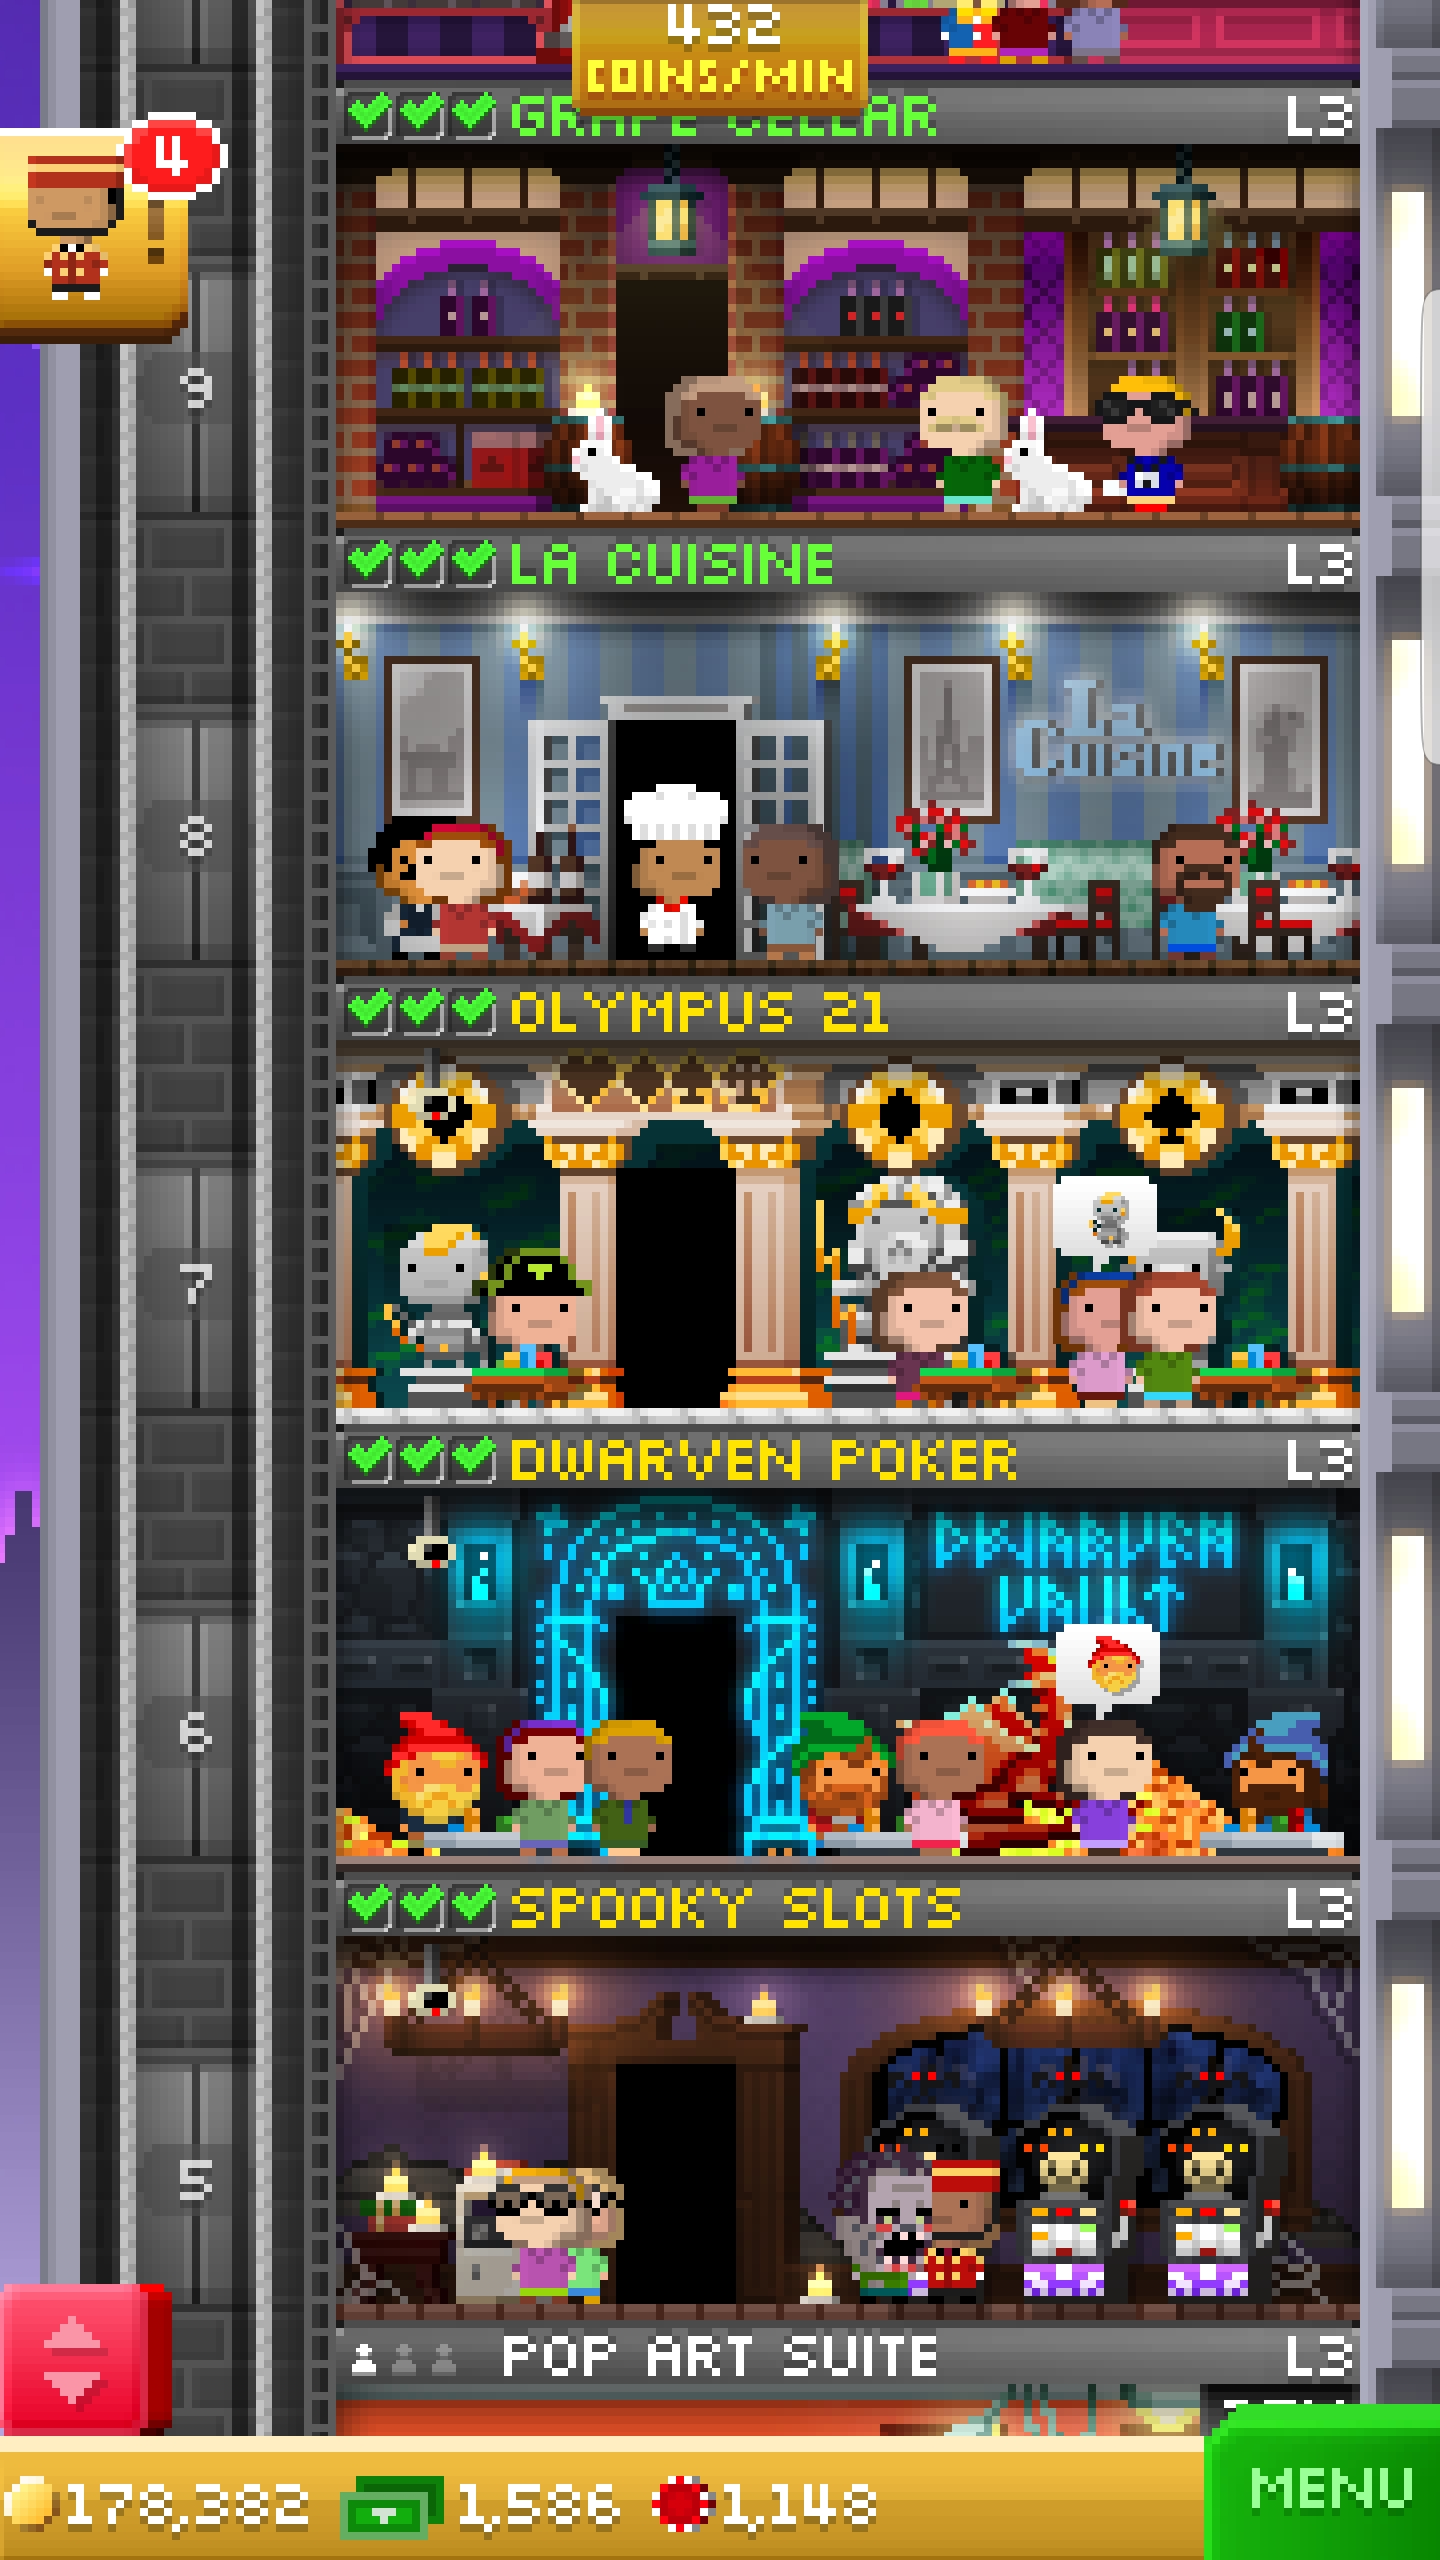 432
COINS/MIN
GRAPE CELLAR L3
4
9
LA CUISINE L3
La
Cuisine
8
OLYMPUS 21 L3
7
DWARVEN POKER L3
DWARVEN
VAULT
6
SPOOKY SLOTS L3
5
POP ART SUITE L3
178,382 1,586 1,148
MENU